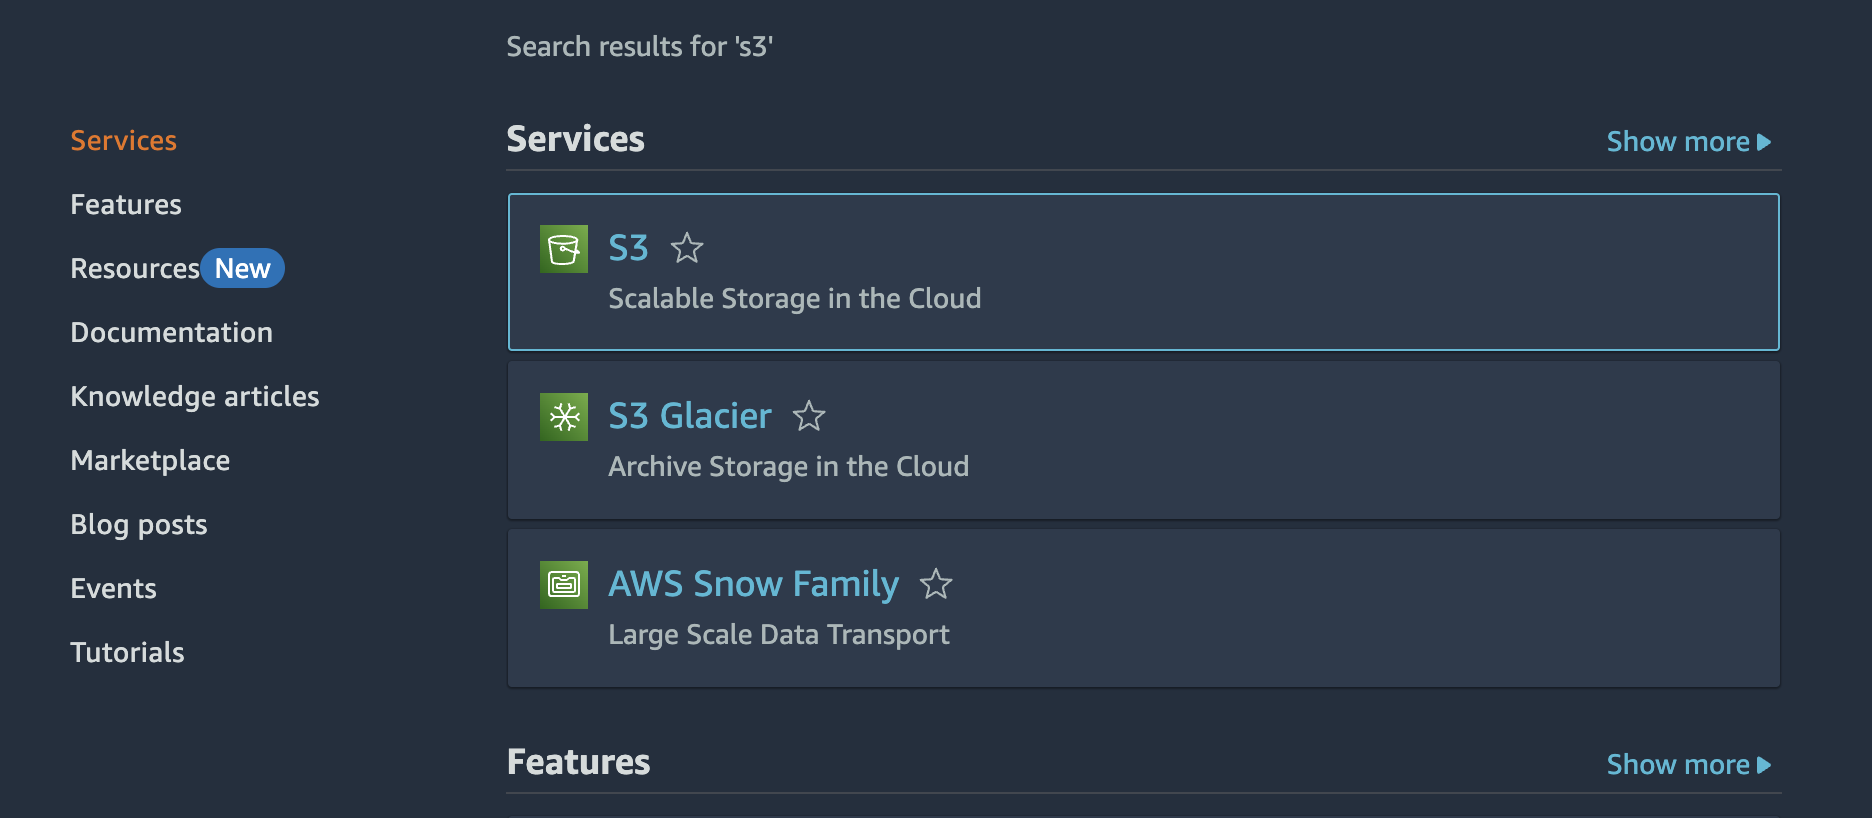 Search results for 's3'
Services
Features
Resources New
Documentation
Knowledge articles
Marketplace
Blog posts
Events
Tutorials
Services
Show more
S3
Scalable Storage in the Cloud
S3 Glacier
Archive Storage in the Cloud
AWS Snow Family
Large Scale Data Transport
Features
Show more